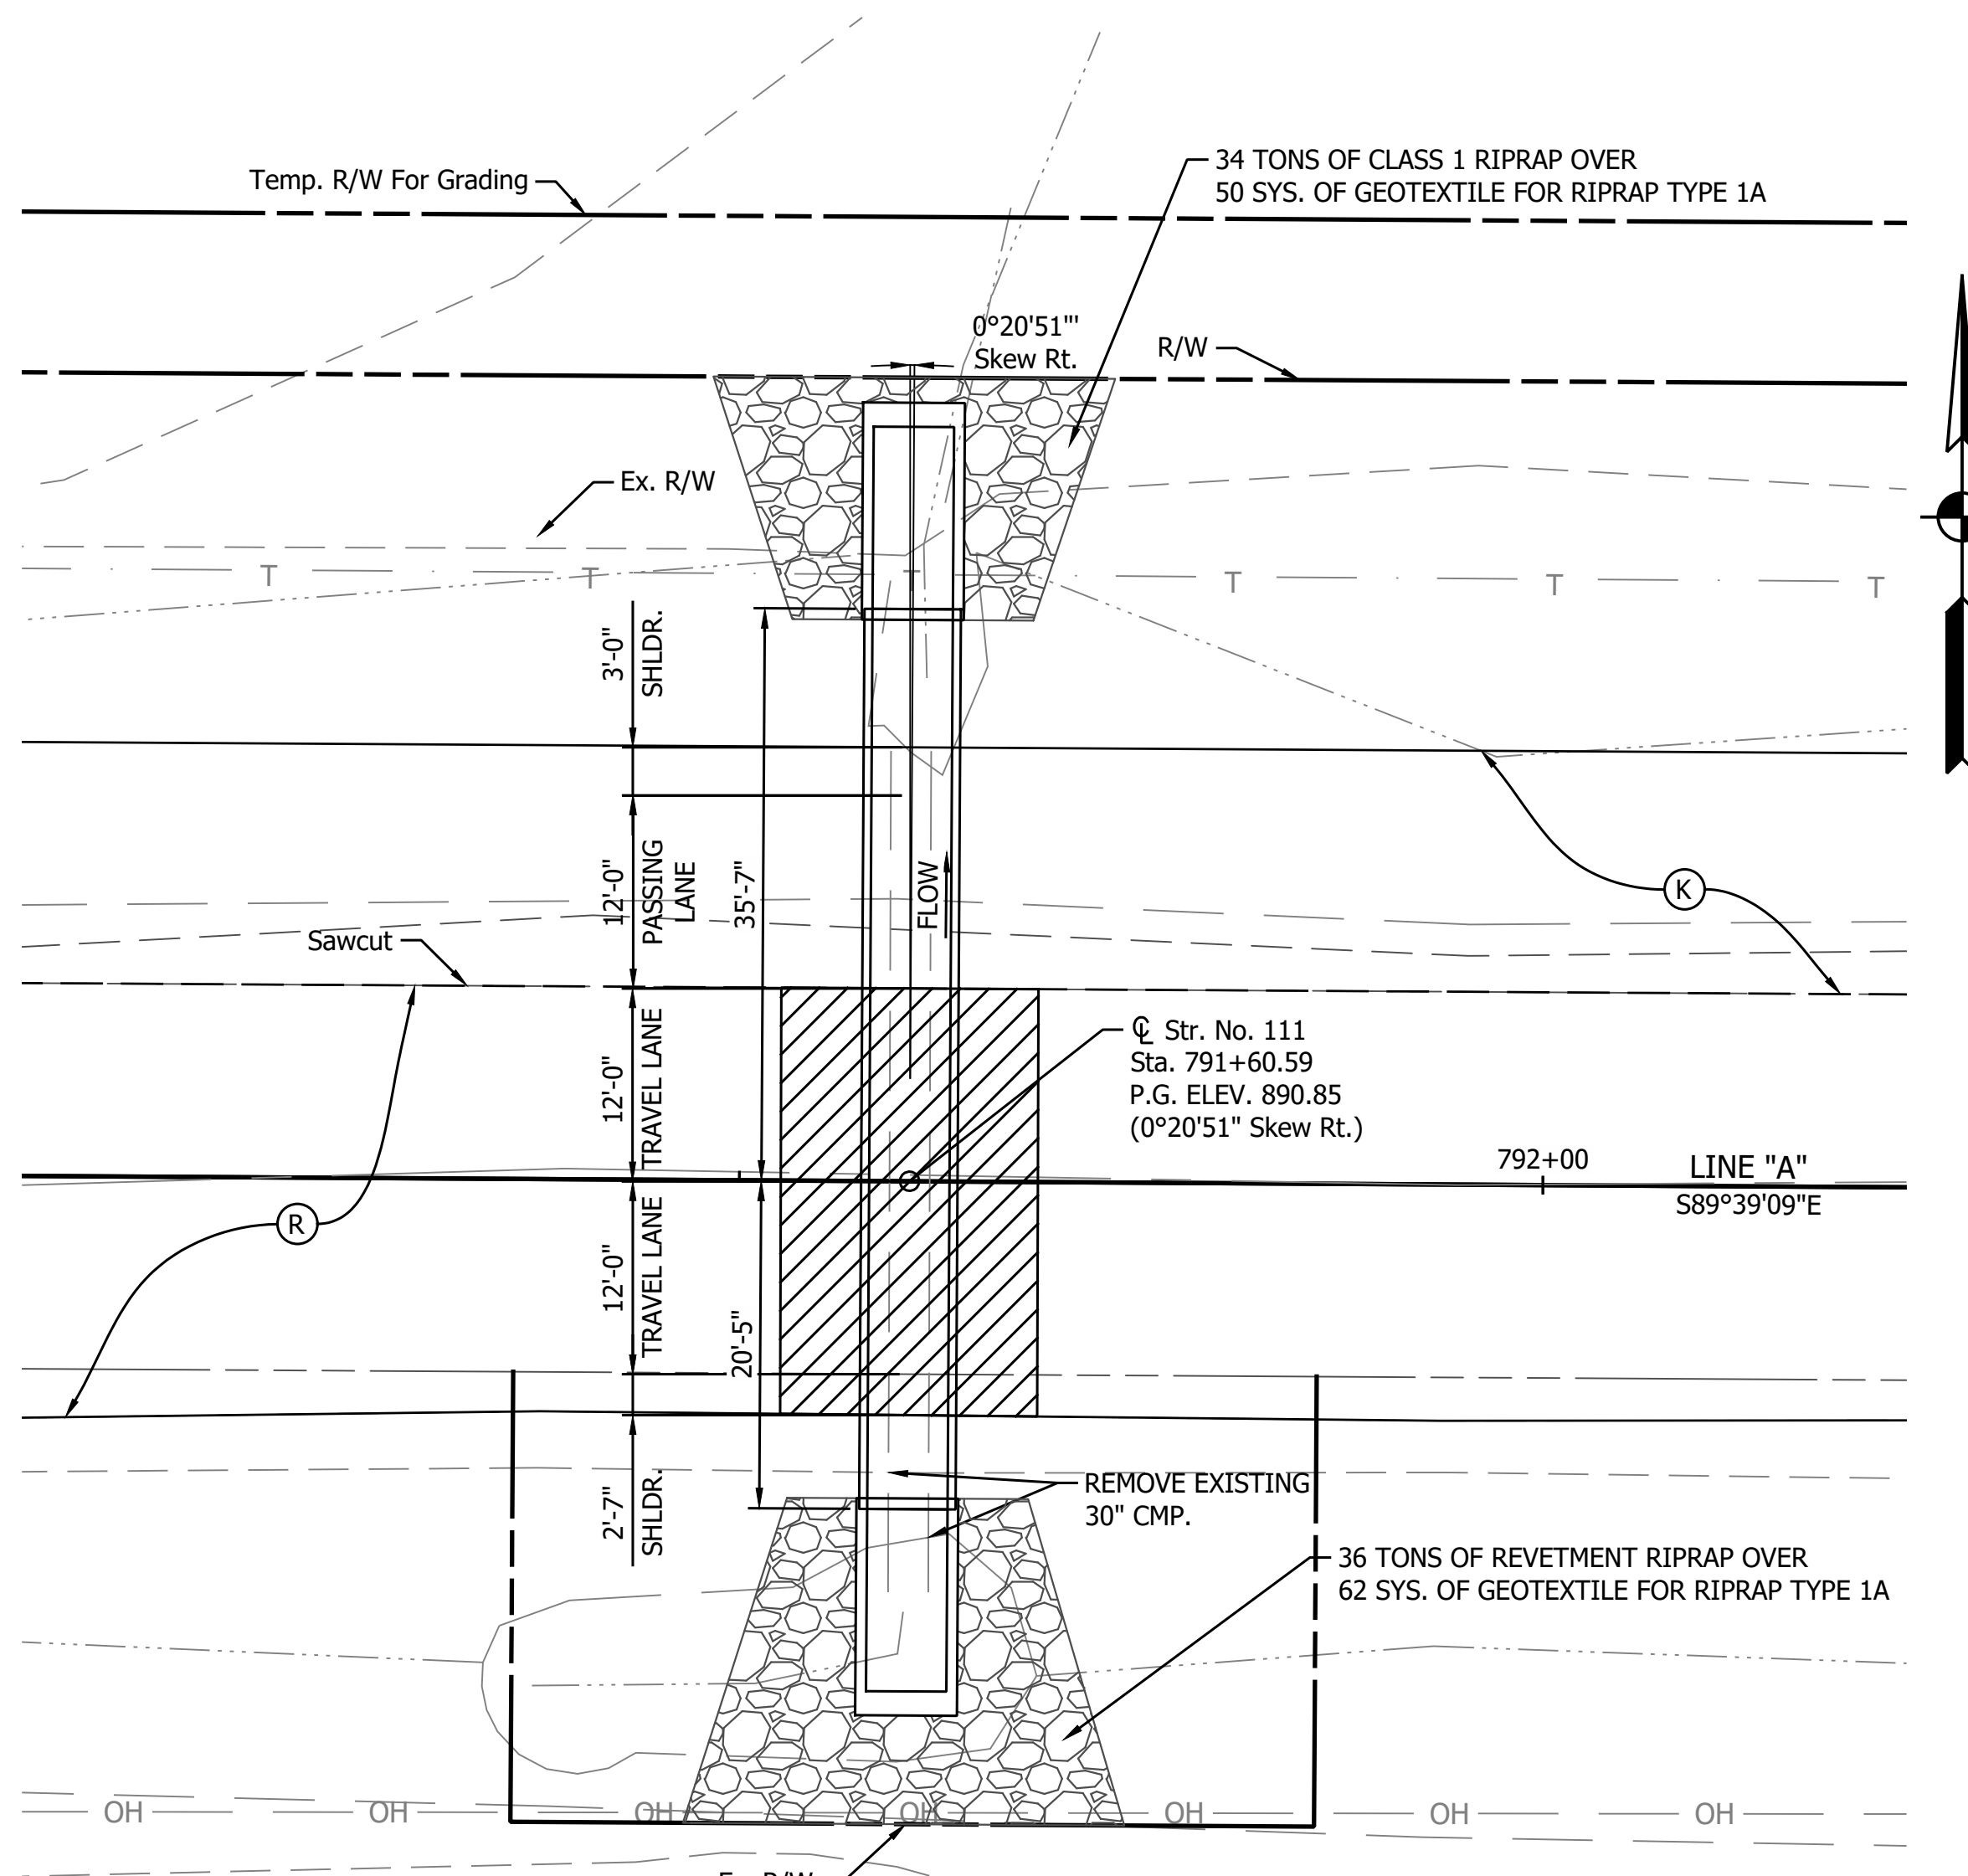 34 TONS OF CLASS 1 RIPRAP OVER
50 SYS. OF GEOTEXTILE FOR RIPRAP TYPE 1A
Temp. R/W For Grading
0°20'51"'
Skew Rt.
R/W
Ex. R/W
T
T
T
T
T
T
3'-0"
SHLDR.
12'-0"
PASSING
LANE
35'-7"
FLOW
K
Sawcut
12'-0"
TRAVEL LANE
℄ Str. No. 111
Sta. 791+60.59
P.G. ELEV. 890.85
(0°20'51" Skew Rt.)
792+00
LINE "A"
S89°39'09"E
R
12'-0"
TRAVEL LANE
20'-5"
2'-7"
SHLDR.
REMOVE EXISTING
30" CMP.
36 TONS OF REVETMENT RIPRAP OVER
62 SYS. OF GEOTEXTILE FOR RIPRAP TYPE 1A
OH
OH
OH
OH
OH
OH
OH
Ex. R/W